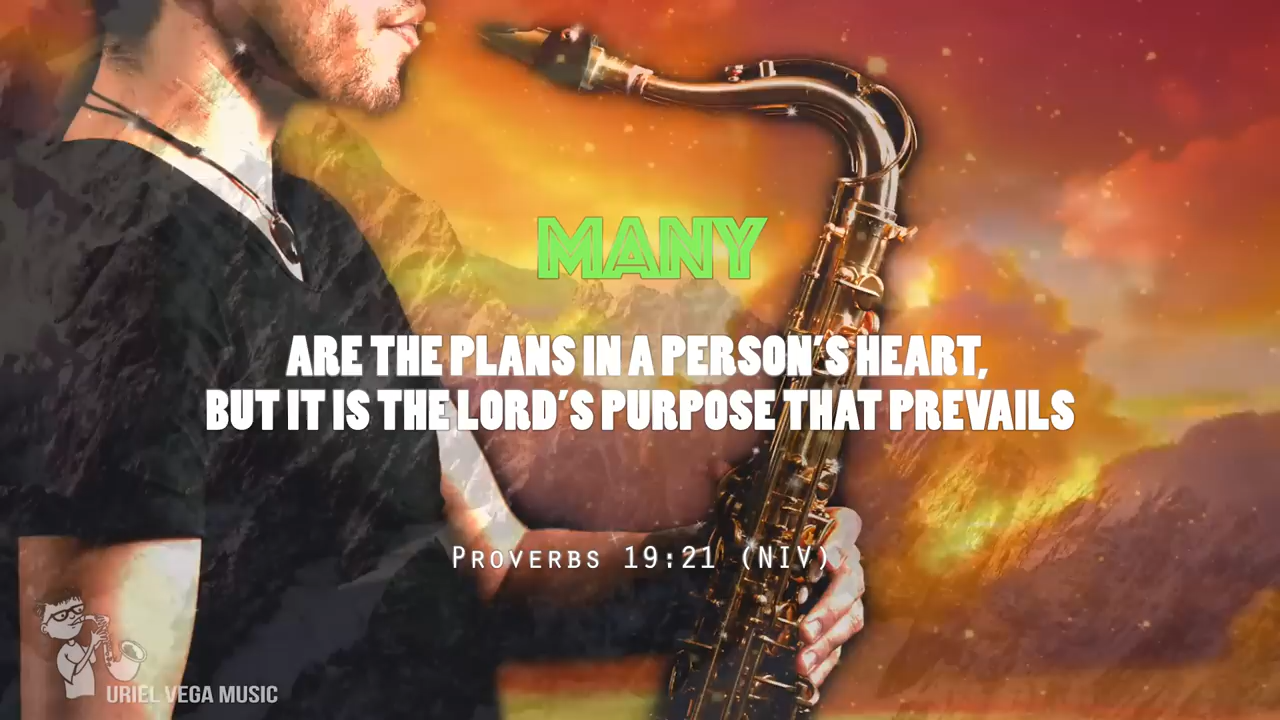 MANY
ARE THE PLANS IN A PERSON'S HEART,
BUT IT IS THE LORD'S PURPOSE THAT PREVAILS
PROVERBS 19:21 (NIV)
URIEL VEGA MUSIC